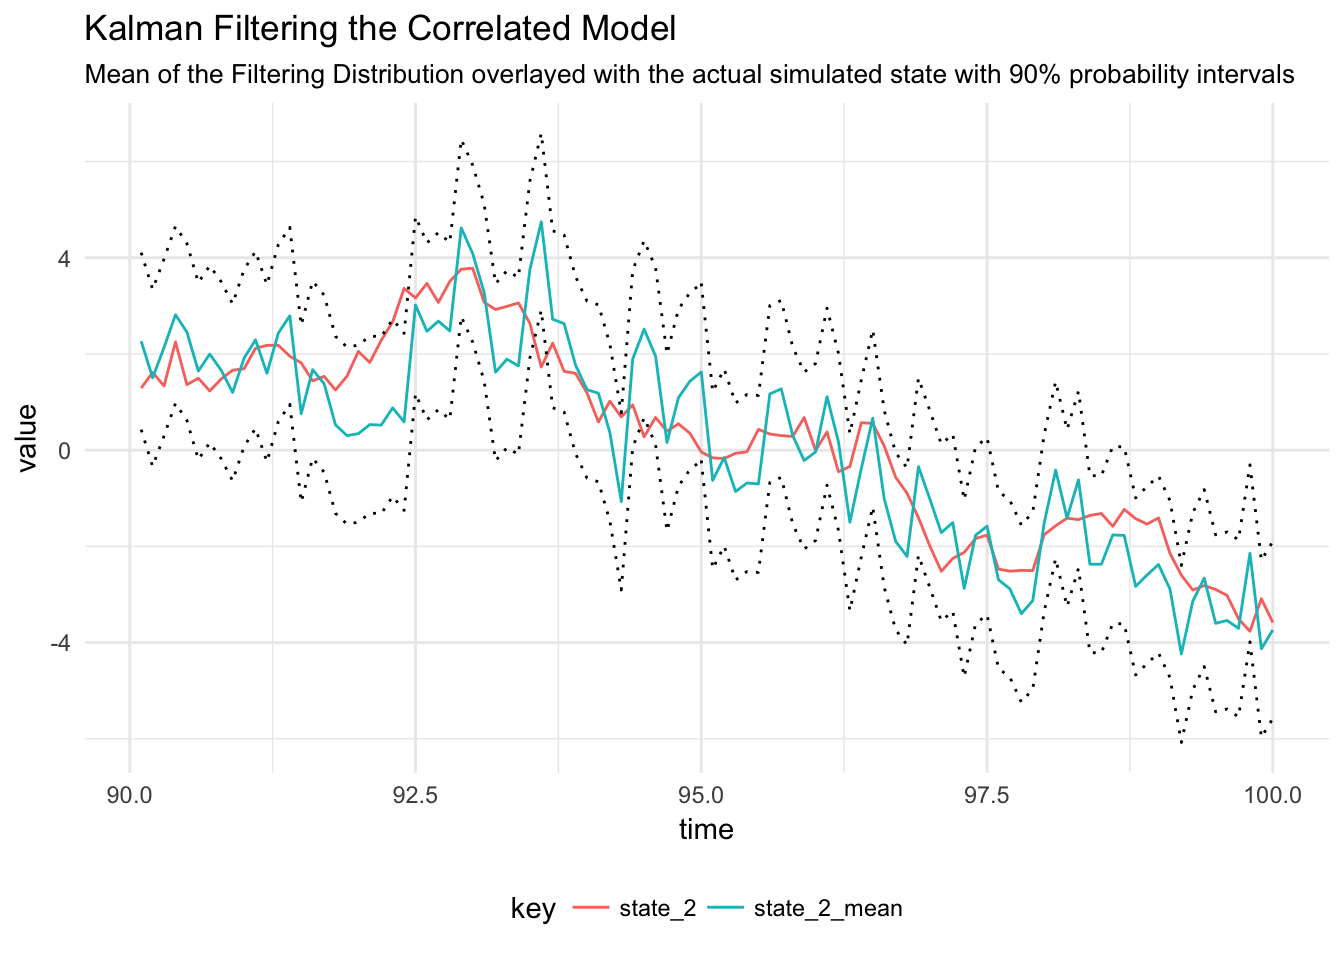 Kalman Filtering the Correlated Model
Mean of the Filtering Distribution overlayed with the actual simulated state with 90% probability intervals
value
4
0
-4
90.0 92.5 95.0 97.5 100.0
time
key state_2 state_2_mean